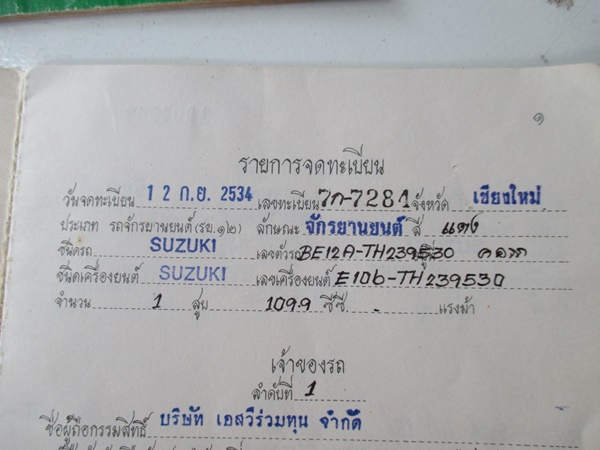 ๑
รายการจดทะเบียน
วันจดทะเบียน 12 ก.ย. 2534 เลขทะเบียน 7ก-7281 จังหวัด เชียงใหม่
ประเภท รถจักรยานยนต์ (รย.๑๒) ลักษณะ จักรยานยนต์ สี แดง
ชนิดรถ SUZUKI เลขตัวรถ BE12A-TH239530
ชนิดเครื่องยนต์ SUZUKI เลขเครื่องยนต์ E106-TH239530
จำนวน 1 สูบ 109.9 ซีซี - แรงม้า
เจ้าของรถ
ลำดับที่ 1
ชื่อผู้ถือกรรมสิทธิ์ บริษัท เอสวีร่วมทุน จำกัด